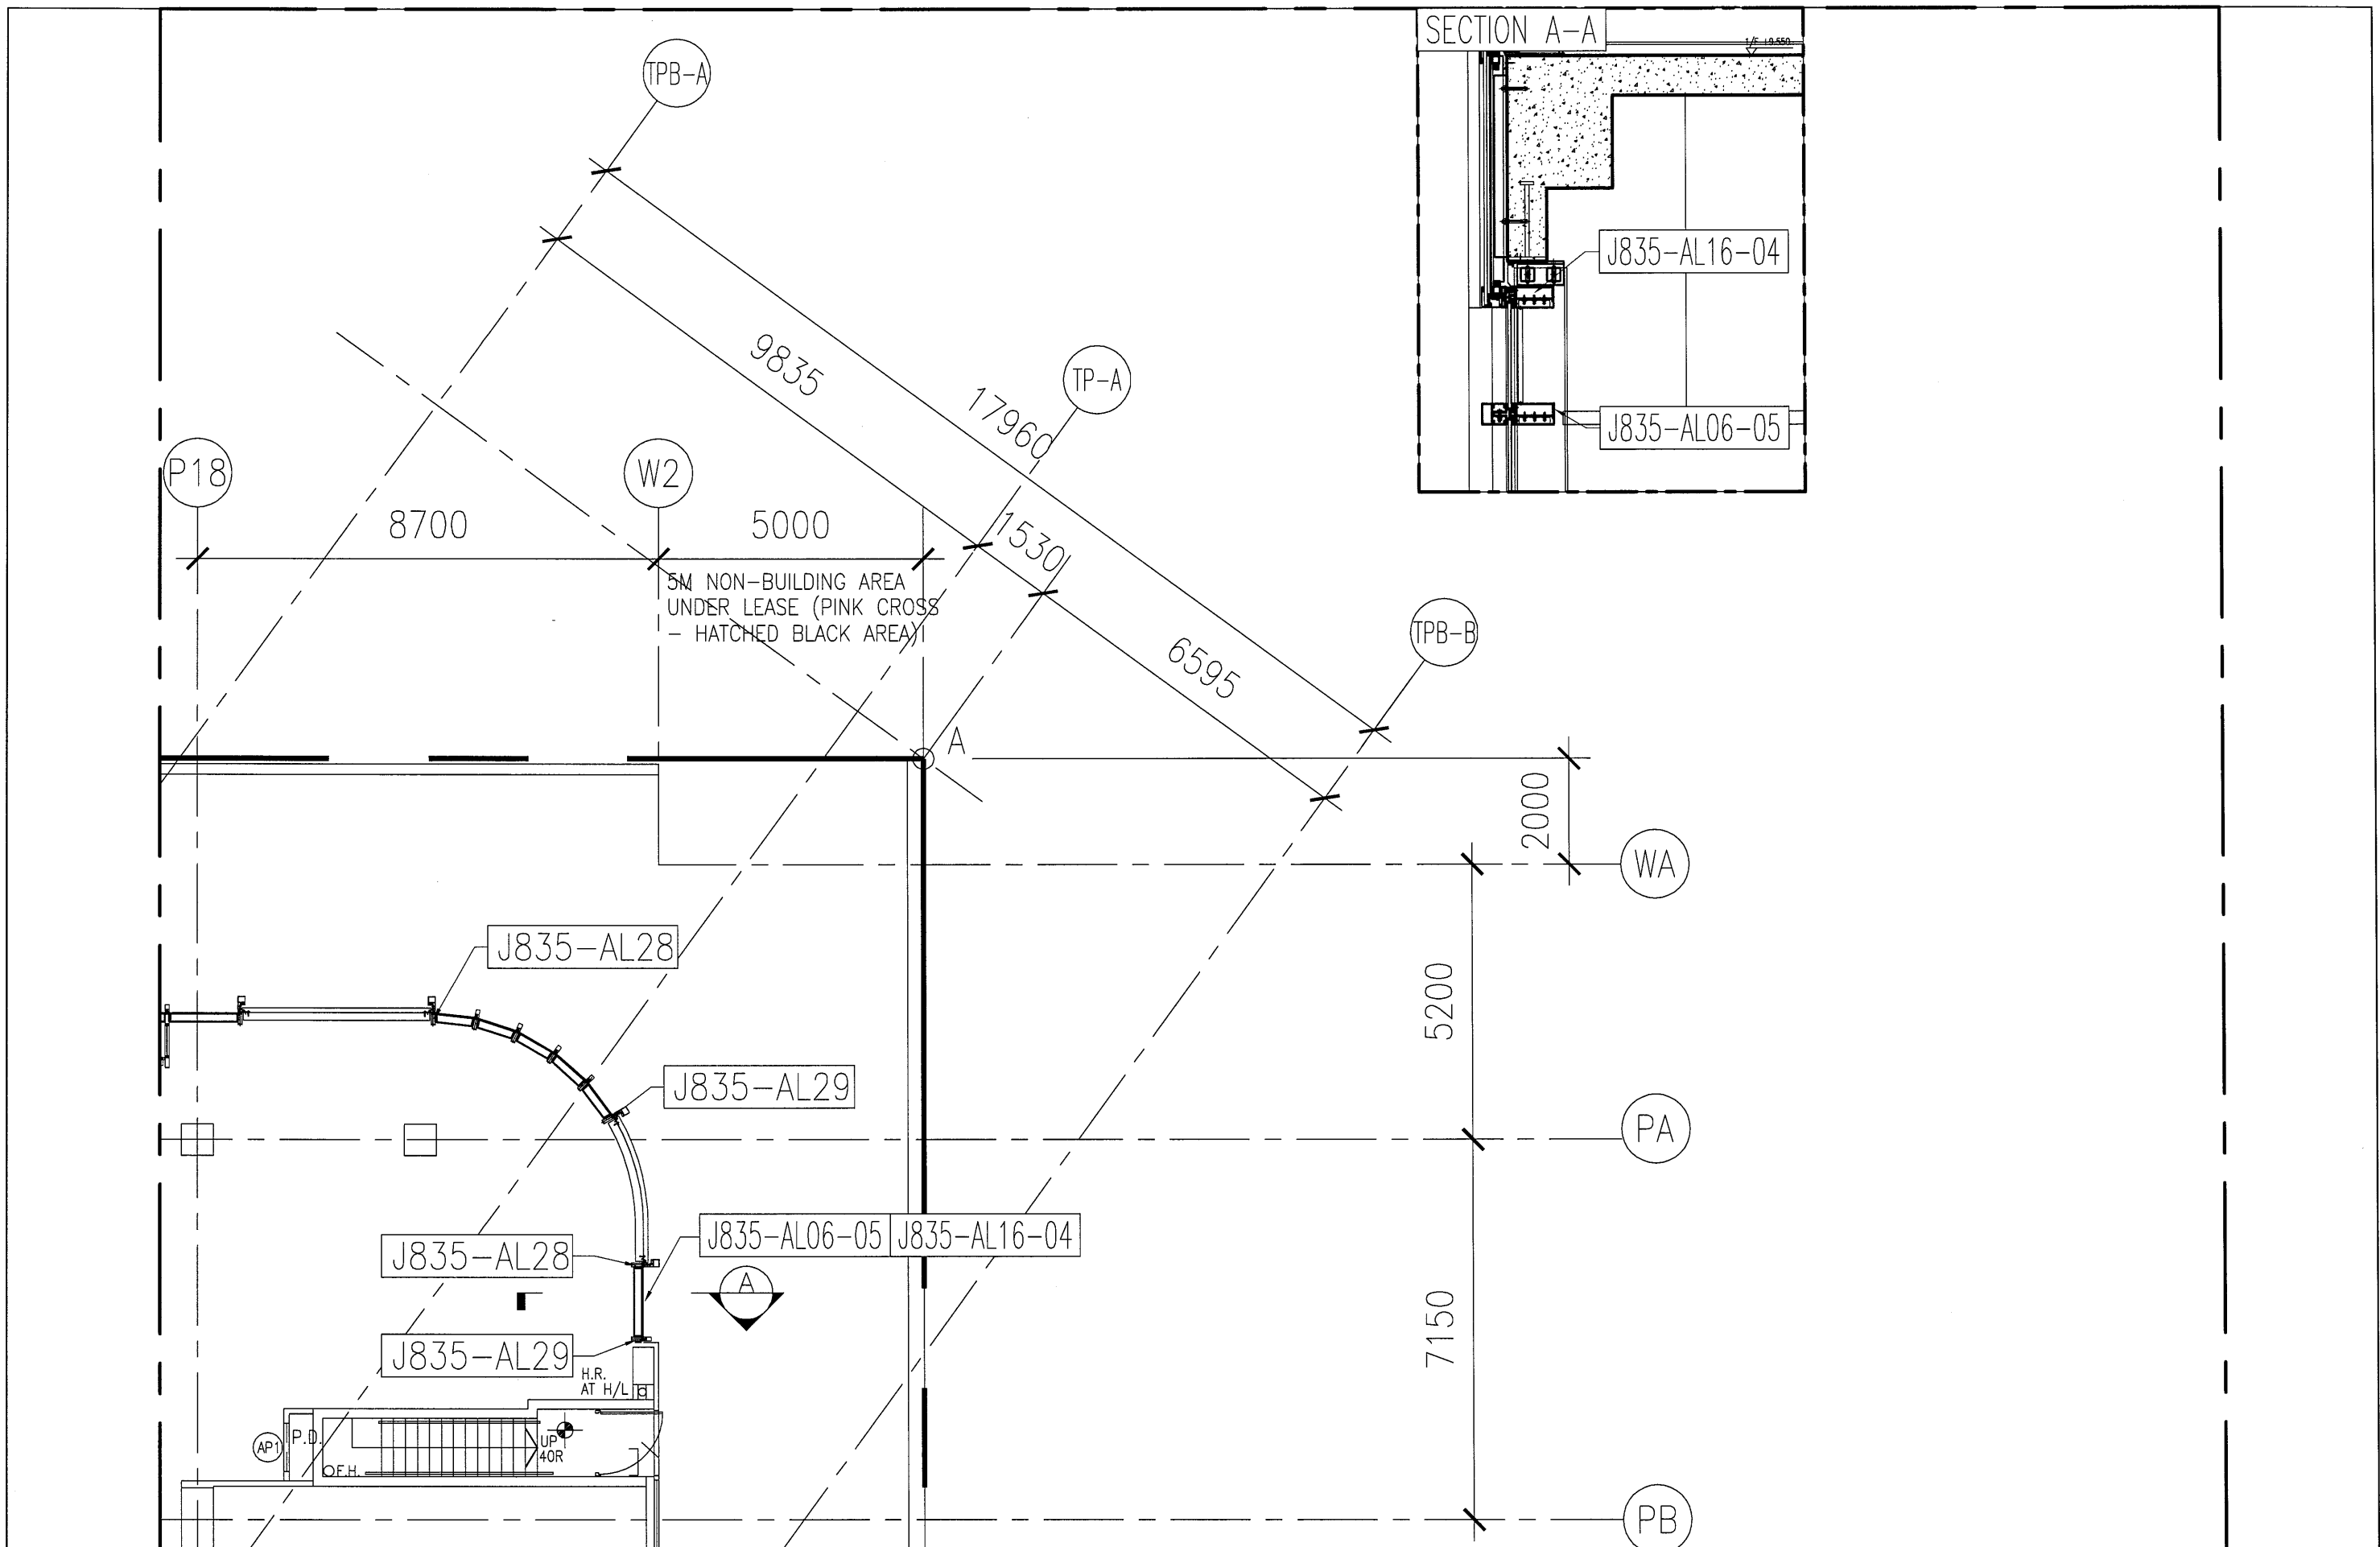 SECTION A-A
J835-AL16-04
J835-AL06-05
TPB-A
TP-A
TPB-B
P18
W2
9835
17960
8700
5000
1530
6595
5M NON-BUILDING AREA
UNDER LEASE (PINK CROSS
- HATCHED BLACK AREA)
A
2000
WA
J835-AL28
5200
J835-AL29
PA
J835-AL06-05
J835-AL16-04
J835-AL28
A
7150
J835-AL29
H.R.
AT H/L
AP1
P.D.
UP
40R
F.H.
PB